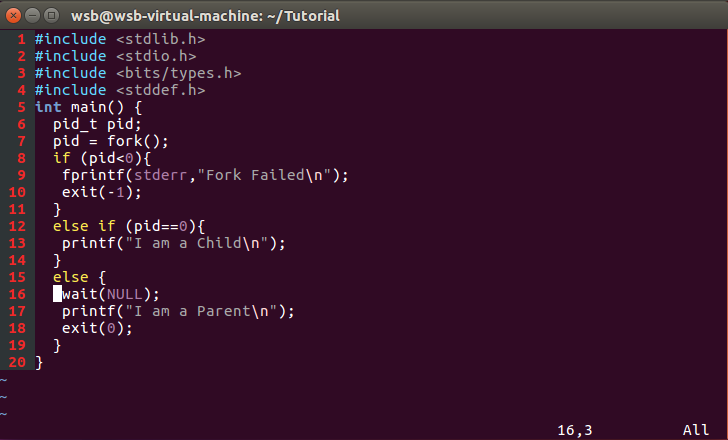 wsb@wsb-virtual-machine: ~/Tutorial
1 #include <stdlib.h>
2 #include <stdio.h>
3 #include <bits/types.h>
4 #include <stddef.h>
5 int main() {
6   pid_t pid;
7   pid = fork();
8   if (pid<0){
9    fprintf(stderr,"Fork Failed\n");
10    exit(-1);
11   }
12   else if (pid==0){
13    printf("I am a Child\n");
14   }
15   else {
16    wait(NULL);
17    printf("I am a Parent\n");
18    exit(0);
19   }
20 }
~
~
~
16,3 All